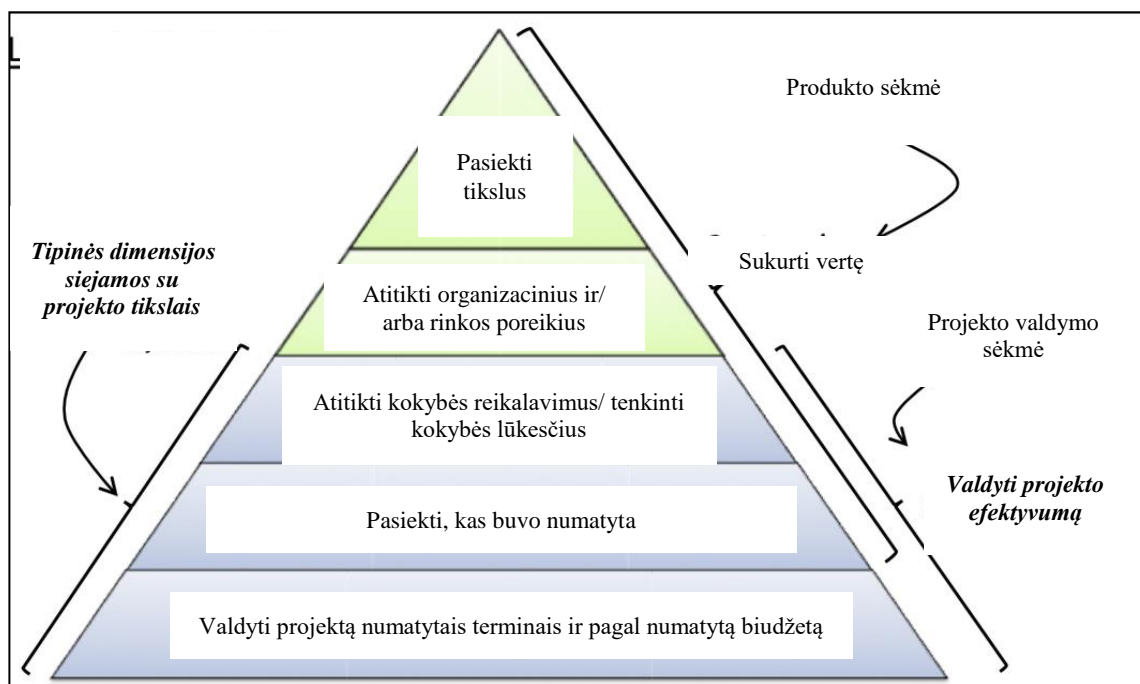 Produkto sėkmė
Pasiekti
tikslus
Tipinės dimensijos
siejamos su
projekto tikslais
Sukurti vertę
Atitikti organizacinius ir/
arba rinkos poreikius
Projekto valdymo
sėkmė
Atitikti kokybės reikalavimus/ tenkinti
kokybės lūkesčius
Valdyti projekto
efektyvumą
Pasiekti, kas buvo numatyta
Valdyti projektą numatytais terminais ir pagal numatytą biudžetą